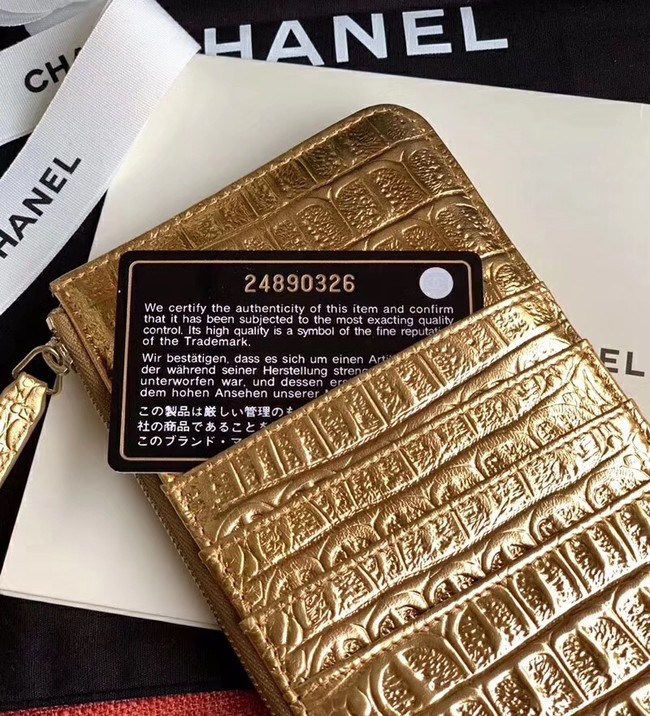 CHANEL
CHANEL
24890326
We certify the authenticity of this item and confirm
that it has been subjected to the most exacting quality
control. Its high quality is a symbol of the fine
of the Trademark.
Wir bestätigen, dass es sich um einen
der während seiner Herstellung
unterworfen war, und dessen
dem hohen Ansehen unserer
この製品は厳しい管理のも
社の商品であることを
このブランド・マ